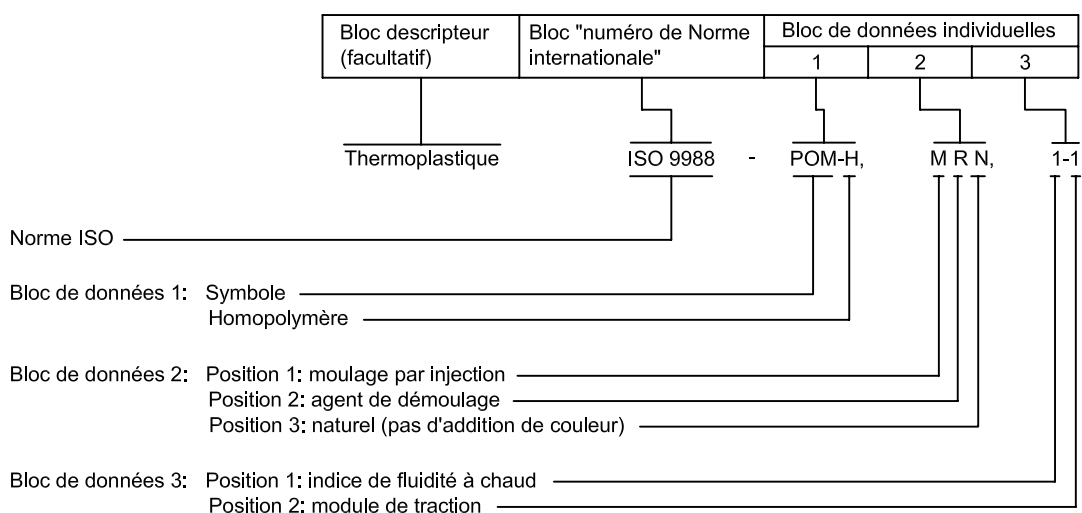 Bloc descripteur
(facultatif)
Bloc "numéro de Norme
internationale"
Bloc de données individuelles
1
2
3
Thermoplastique
ISO 9988 - POM-H, M R N, 1-1
Norme ISO
Bloc de données 1: Symbole
Homopolymère
Bloc de données 2: Position 1: moulage par injection
Position 2: agent de démoulage
Position 3: naturel (pas d'addition de couleur)
Bloc de données 3: Position 1: indice de fluidité à chaud
Position 2: module de traction